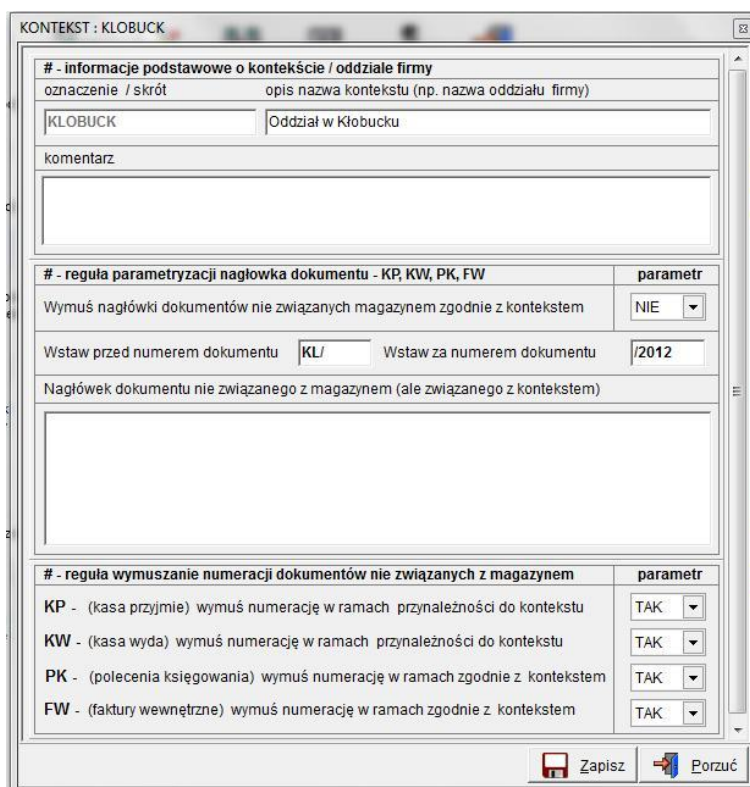 KONTEKST : KLOBUCK
# - informacje podstawowe o kontekście / oddziale firmy
oznaczenie / skrót opis nazwa kontekstu (np. nazwa oddziału firmy)
KLOBUCK Oddział w Kłobucku
komentarz
# - reguła parametryzacji nagłowka dokumentu - KP, KW, PK, FW parametr
Wymuś nagłówki dokumentów nie związanych magazynem zgodnie z kontekstem NIE
Wstaw przed numerem dokumentu KL/ Wstaw za numerem dokumentu /2012
Nagłówek dokumentu nie związanego z magazynem (ale związanego z kontekstem)
# - reguła wymuszanie numeracji dokumentów nie związanych z magazynem parametr
KP - (kasa przyjmie) wymuś numerację w ramach przynależności do kontekstu TAK
KW - (kasa wyda) wymuś numerację w ramach przynależności do kontekstu TAK
PK - (polecenia księgowania) wymuś numerację w ramach zgodnie z kontekstem TAK
FW - (faktury wewnętrzne) wymuś numerację w ramach zgodnie z kontekstem TAK
Zapisz Porzuć